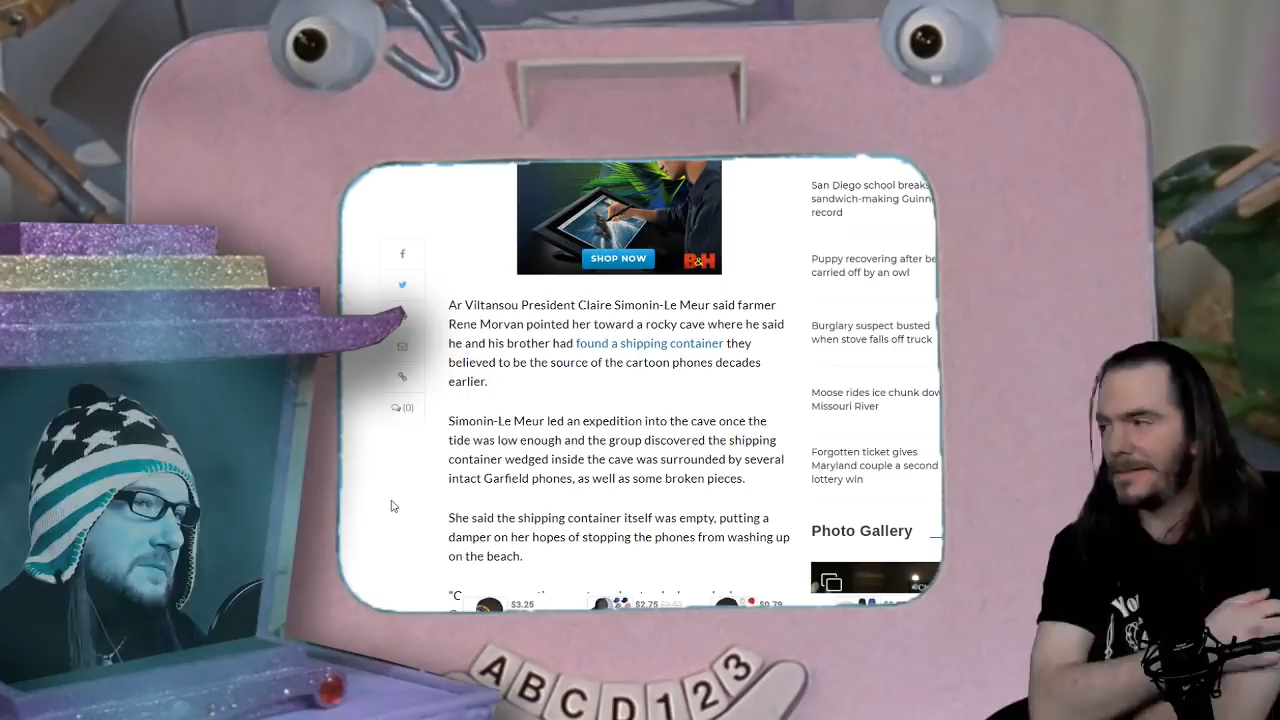 SHOP NOW
B&H
Ar Viltansou President Claire Simonin-Le Meur said farmer
Rene Morvan pointed her toward a rocky cave where he said
he and his brother had found a shipping container they
believed to be the source of the cartoon phones decades
earlier.
Simonin-Le Meur led an expedition into the cave once the
tide was low enough and the group discovered the shipping
container wedged inside the cave was surrounded by several
intact Garfield phones, as well as some broken pieces.
She said the shipping container itself was empty, putting a
damper on her hopes of stopping the phones from washing up
on the beach.
(0)
San Diego school breaks
sandwich-making Guinn
record
Puppy recovering after be
carried off by an owl
Burglary suspect busted
when stove falls off truck
Moose rides ice chunk dow
Missouri River
Forgotten ticket gives
Maryland couple a second
lottery win
Photo Gallery
$3.25
$2.75
$0.79
A B C D 1 2 3
You